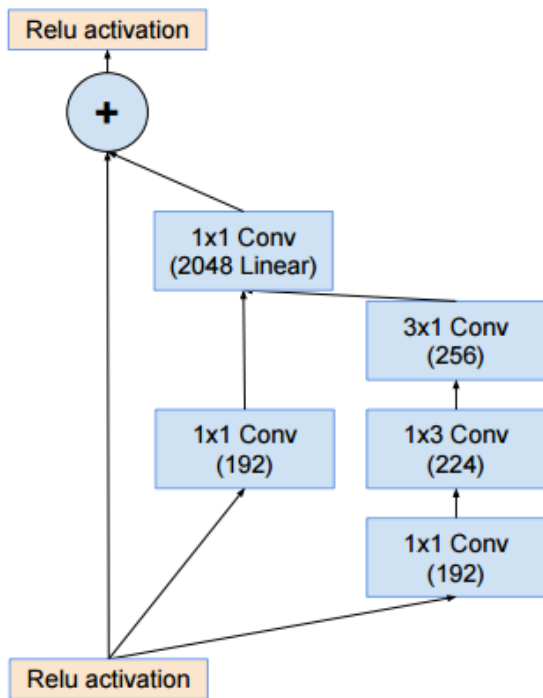 Relu activation
+
1x1 Conv
(2048 Linear)
3x1 Conv
(256)
1x1 Conv
(192)
1x3 Conv
(224)
1x1 Conv
(192)
Relu activation